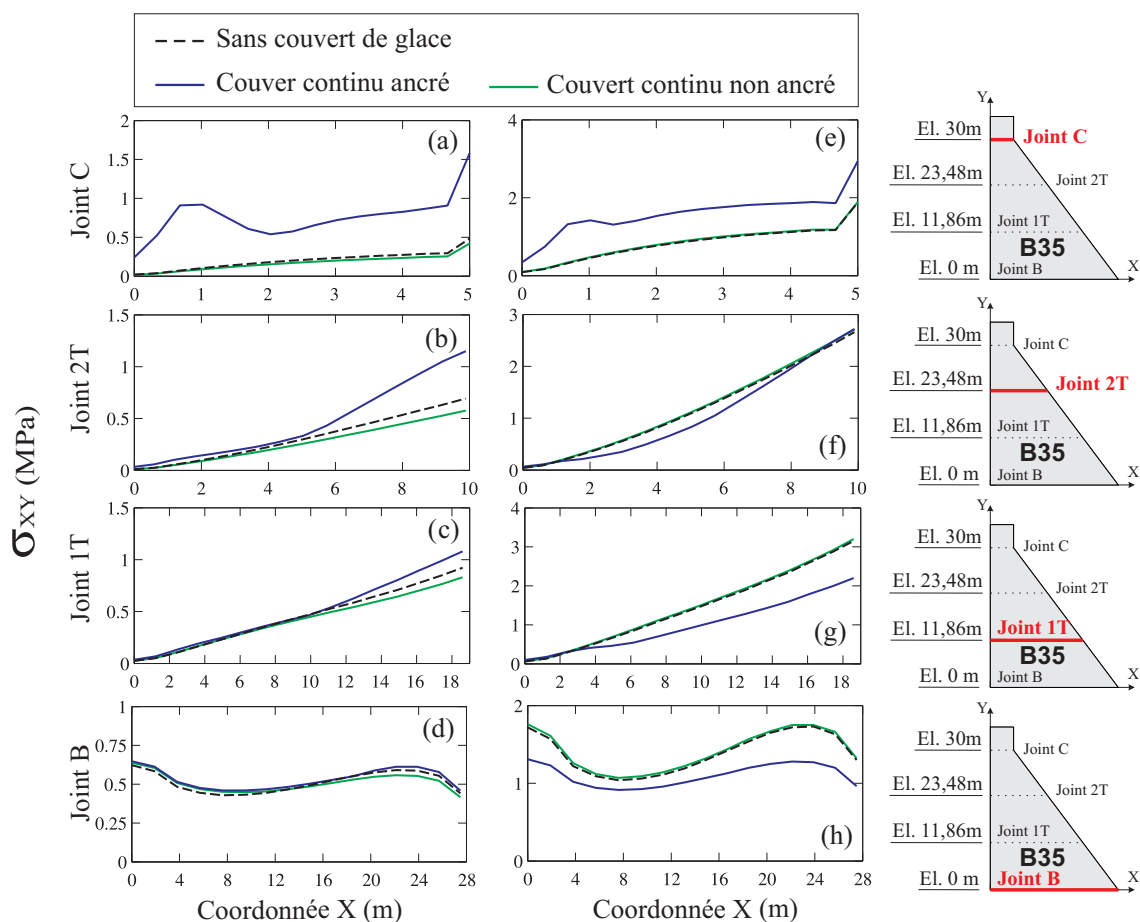 Sans couvert de glace
Couver continu ancré
Couvert continu non ancré
σXY (MPa)
Joint C
2
1.5
1
0.5
0
(a)
0 1 2 3 4 5
4
2
0
(e)
0 1 2 3 4 5
Y
El. 30m
Joint C
El. 23,48m
Joint 2T
El. 11,86m
Joint 1T
B35
El. 0 m
Joint B
X
Joint 2T
1.5
1
0.5
0
(b)
0 2 4 6 8 10
3
2
1
0
(f)
0 2 4 6 8 10
Y
El. 30m
Joint C
El. 23,48m
Joint 2T
El. 11,86m
Joint 1T
B35
El. 0 m
Joint B
X
Joint 1T
1.5
1
0.5
0
(c)
0 2 4 6 8 10 12 14 16 18
4
3
2
1
0
(g)
0 2 4 6 8 10 12 14 16 18
Y
El. 30m
Joint C
El. 23,48m
Joint 2T
El. 11,86m
Joint 1T
B35
El. 0 m
Joint B
X
Joint B
1
0.75
0.5
0.25
0
(d)
0 4 8 12 16 20 24 28
2
1
0
(h)
0 4 8 12 16 20 24 28
Y
El. 30m
Joint C
El. 23,48m
Joint 2T
El. 11,86m
Joint 1T
B35
El. 0 m
Joint B
X
Coordonnée X (m)
Coordonnée X (m)